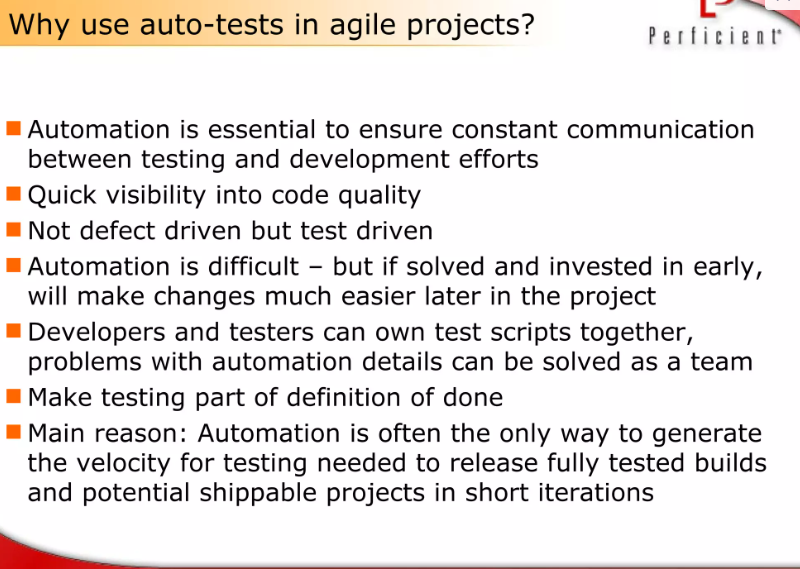 Why use auto-tests in agile projects?
Perficient®
Automation is essential to ensure constant communication
between testing and development efforts
Quick visibility into code quality
Not defect driven but test driven
Automation is difficult – but if solved and invested in early,
will make changes much easier later in the project
Developers and testers can own test scripts together,
problems with automation details can be solved as a team
Make testing part of definition of done
Main reason: Automation is often the only way to generate
the velocity for testing needed to release fully tested builds
and potential shippable projects in short iterations